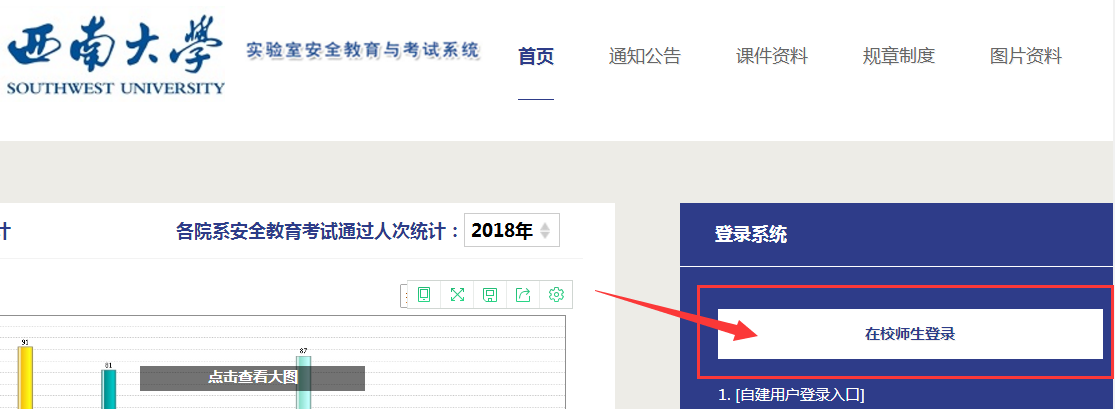 西南大学
SOUTHWEST UNIVERSITY
实验室安全教育与考试系统
首页 通知公告 课件资料 规章制度 图片资料
计 各院系安全教育考试通过人次统计： 2018年
登录系统
91
81
87
点击查看大图
在校师生登录
1. [自建用户登录入口]